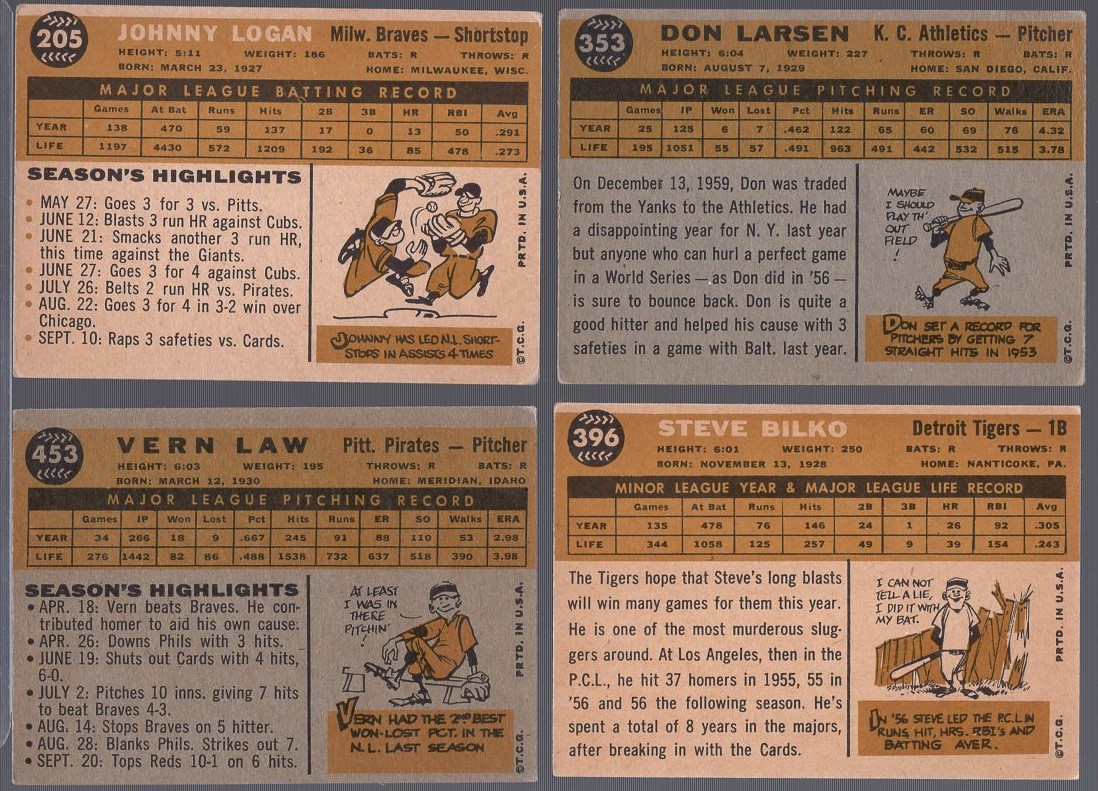 205
JOHNNY LOGAN Milw. Braves — Shortstop
HEIGHT: 5:11 WEIGHT: 186 BATS: R THROWS: R
BORN: MARCH 23, 1927 HOME: MILWAUKEE, WISC.
MAJOR LEAGUE BATTING RECORD
Games At Bat Runs Hits 2B 3B HR RBI Avg
YEAR 138 470 59 137 17 0 13 50 .291
LIFE 1197 4430 572 1209 192 36 85 478 .273
SEASON'S HIGHLIGHTS
• MAY 27: Goes 3 for 3 vs. Pitts.
• JUNE 12: Blasts 3 run HR against Cubs.
• JUNE 21: Smacks another 3 run HR,
this time against the Giants.
• JUNE 27: Goes 3 for 4 against Cubs.
• JULY 26: Belts 2 run HR vs. Pirates.
• AUG. 22: Goes 3 for 4 in 3-2 win over
Chicago.
• SEPT. 10: Raps 3 safeties vs. Cards.
JOHNNY HAS LED N.L. SHORT-
STOPS IN ASSISTS 4-TIMES
©T.C.G. PRTD. IN U.S.A.
353
DON LARSEN K. C. Athletics — Pitcher
HEIGHT: 6:04 WEIGHT: 227 THROWS: R BATS: R
BORN: AUGUST 7, 1929 HOME: SAN DIEGO, CALIF.
MAJOR LEAGUE PITCHING RECORD
Games IP Won Lost Pct Hits Runs ER SO Walks ERA
YEAR 25 125 6 7 .462 122 65 60 69 76 4.32
LIFE 195 1051 55 57 .491 963 491 442 532 515 3.78
On December 13, 1959, Don was traded
from the Yanks to the Athletics. He had
a disappointing year for N. Y. last year
but anyone who can hurl a perfect game
in a World Series — as Don did in '56 —
is sure to bounce back. Don is quite a
good hitter and helped his cause with 3
safeties in a game with Balt. last year.
MAYBE
I SHOULD
PLAY TH'
OUT
FIELD
!
DON SET A RECORD FOR
PITCHERS BY GETTING 7
STRAIGHT HITS IN 1953
©T.C.G. PRTD. IN U.S.A.
453
VERN LAW Pitt. Pirates — Pitcher
HEIGHT: 6:03 WEIGHT: 195 THROWS: R BATS: R
BORN: MARCH 12, 1930 HOME: MERIDIAN, IDAHO
MAJOR LEAGUE PITCHING RECORD
Games IP Won Lost Pct Hits Runs ER SO Walks ERA
YEAR 34 266 18 9 .667 245 91 88 110 53 2.98
LIFE 276 1442 82 86 .488 1538 732 637 518 390 3.98
SEASON'S HIGHLIGHTS
• APR. 18: Vern beats Braves. He con-
tributed homer to aid his own cause.
• APR. 26: Downs Phils with 3 hits.
• JUNE 19: Shuts out Cards with 4 hits,
6-0.
• JULY 2: Pitches 10 inns. giving 7 hits
to beat Braves 4-3.
• AUG. 14: Stops Braves on 5 hitter.
• AUG. 28: Blanks Phils. Strikes out 7.
• SEPT. 20: Tops Reds 10-1 on 6 hits.
AT LEAST
I WAS IN
THERE
PITCHIN'
!
VERN HAD THE 2ND BEST
WON-LOST PCT. IN THE
N.L. LAST SEASON
©T.C.G. PRTD. IN U.S.A.
396
STEVE BILKO Detroit Tigers — 1B
HEIGHT: 6:01 WEIGHT: 250 BATS: R THROWS: R
BORN: NOVEMBER 13, 1928 HOME: NANTICOKE, PA.
MINOR LEAGUE YEAR & MAJOR LEAGUE LIFE RECORD
Games At Bat Runs Hits 2B 3B HR RBI Avg
YEAR 135 478 76 146 24 1 26 92 .305
LIFE 344 1058 125 257 49 9 39 154 .243
The Tigers hope that Steve's long blasts
will win many games for them this year.
He is one of the most murderous slug-
gers around. At Los Angeles, then in the
P.C.L., he hit 37 homers in 1955, 55 in
'56 and 56 the following season. He's
spent a total of 8 years in the majors,
after breaking in with the Cards.
I CAN NOT
TELL A LIE,
I DID IT WITH
MY BAT.
IN '56 STEVE LED THE P.C.L IN
RUNS, HIT, HRS. RBI'S AND
BATTING AVER.
©T.C.G. PRTD. IN U.S.A.